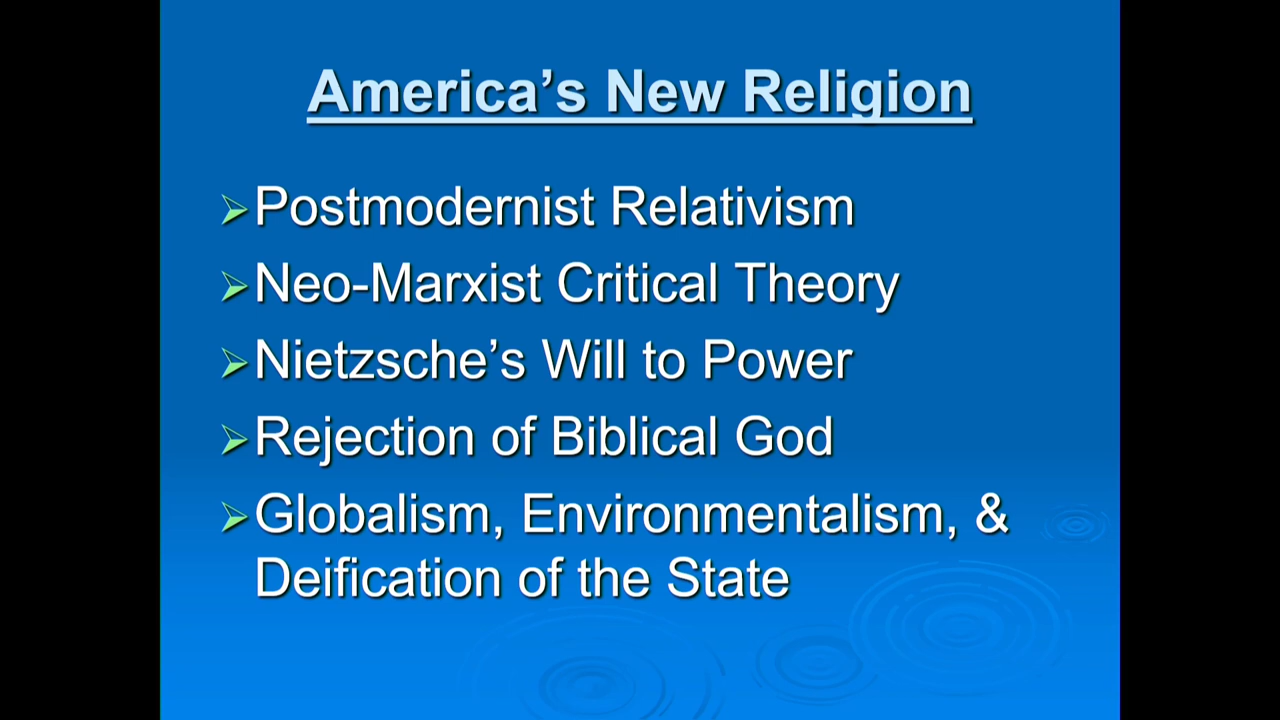 America’s New Religion
Postmodernist Relativism
Neo-Marxist Critical Theory
Nietzsche’s Will to Power
Rejection of Biblical God
Globalism, Environmentalism, &
Deification of the State